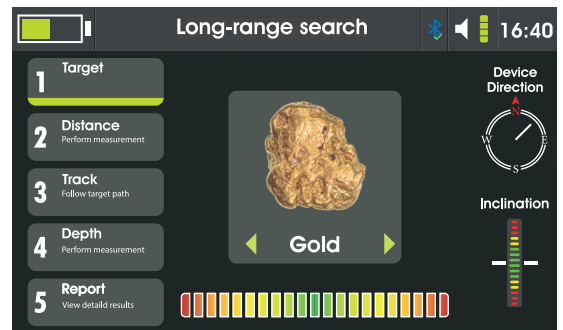 Long-range search
16:40
1
Target
2
Distance
Perform measurement
3
Track
Follow target path
4
Depth
Perform measurement
5
Report
View detaild results
Gold
Device
Direction
N
W
E
S
Inclination